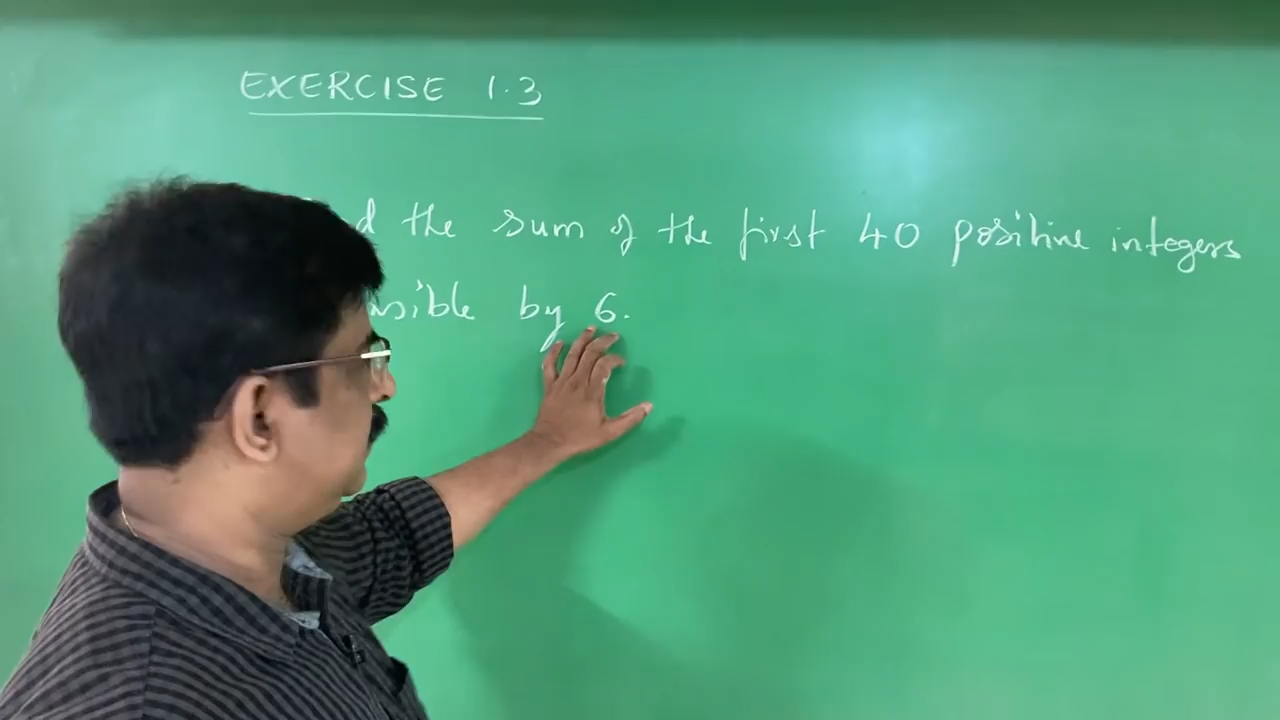 EXERCISE 1.3
the sum of the first 40 positive integers
by 6.